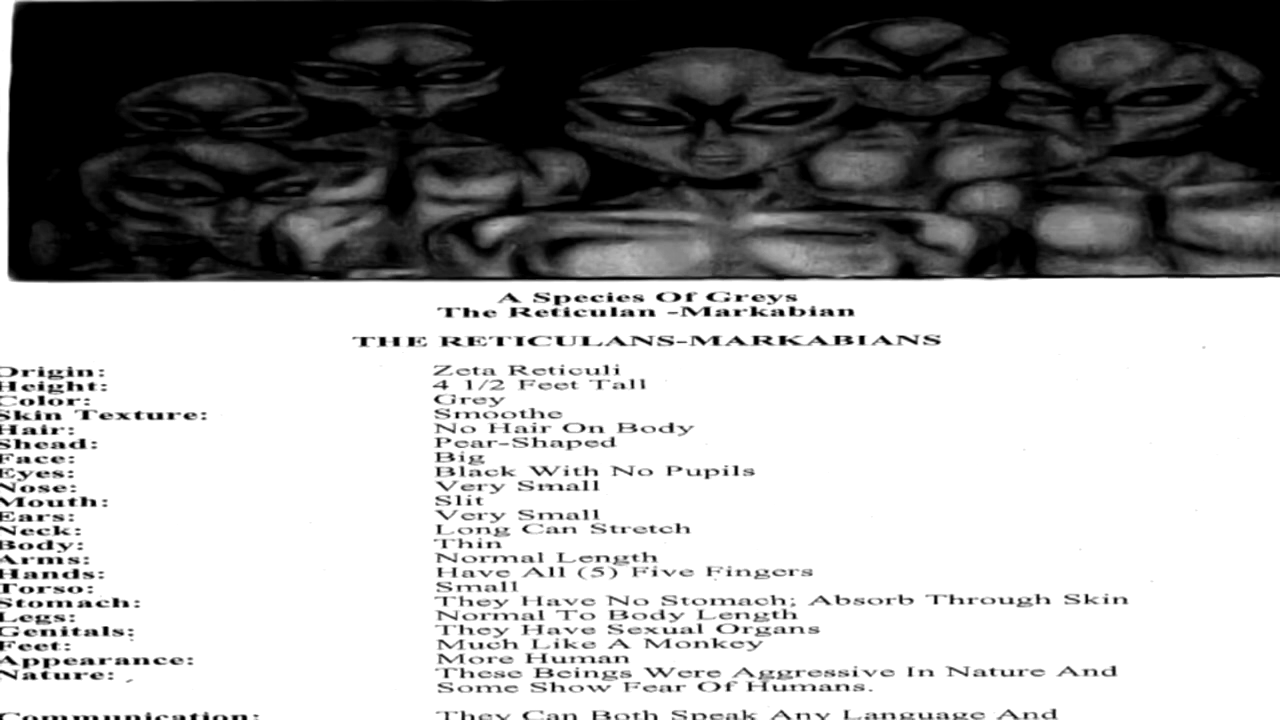 A Species Of Greys
The Reticulan -Markabian
THE RETICULANS-MARKABIANS
Origin: Zeta Reticuli
Height: 4 1/2 Feet Tall
Color: Grey
Skin Texture: Smoothe
Hair: No Hair On Body
Shead: Pear-Shaped
Face: Big
Eyes: Black With No Pupils
Nose: Very Small
Mouth: Slit
Ears: Very Small
Neck: Long Can Stretch
Body: Thin
Arms: Normal Length
Hands: Have All (5) Five Fingers
Torso: Small
Stomach: They Have No Stomach; Absorb Through Skin
Legs: Normal To Body Length
Genitals: They Have Sexual Organs
Feet: Much Like A Monkey
Appearance: More Human
Nature: These Beings Were Aggressive In Nature And
Some Show Fear Of Humans.
Communication: They Can Both Speak Any Language And